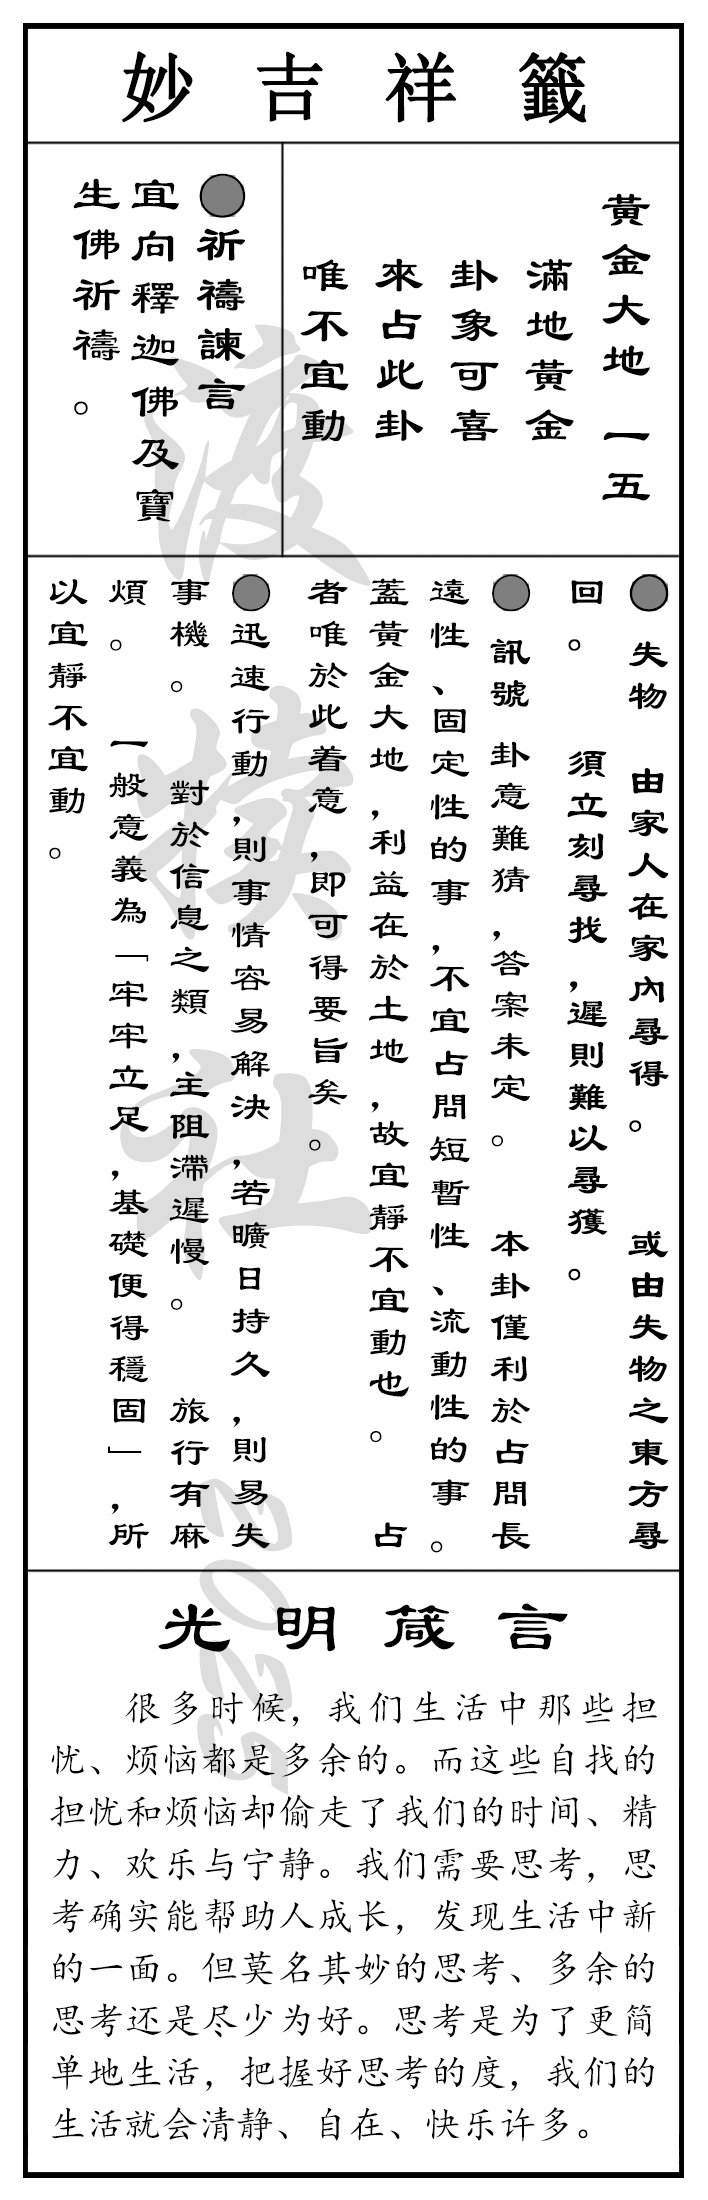 妙吉祥籤
黃金大地 一五
滿地黃金
卦象可喜
來占此卦
唯不宜動
●祈禱諫言
宜向釋迦佛及寶
生佛祈禱。
● 失物 由家人在家內尋得。 或由失物之東方尋
回。 須立刻尋找，遲則難以尋獲。
● 訊號 卦意難猜，答案未定。 本卦僅利於占問長
遠性、固定性的事，不宜占問短暫性、流動性的事。
蓋黃金大地，利益在於土地，故宜靜不宜動也。 占
者唯於此着意，即可得要旨矣。
● 迅速行動，則事情容易解決，若曠日持久，則易失
事機。 對於信息之類，主阻滯遲慢。 旅行有麻
煩。 一般意義為「牢牢立足，基礎便得穩固」，所
以宜靜不宜動。
光明箴言
很多时候，我们生活中那些担
忧、烦恼都是多余的。而这些自找的
担忧和烦恼却偷走了我们的时间、精
力、欢乐与宁静。我们需要思考，思
考确实能帮助人成长，发现生活中新
的一面。但莫名其妙的思考、多余的
思考还是尽少为好。思考是为了更简
单地生活，把握好思考的度，我们的
生活就会清静、自在、快乐许多。